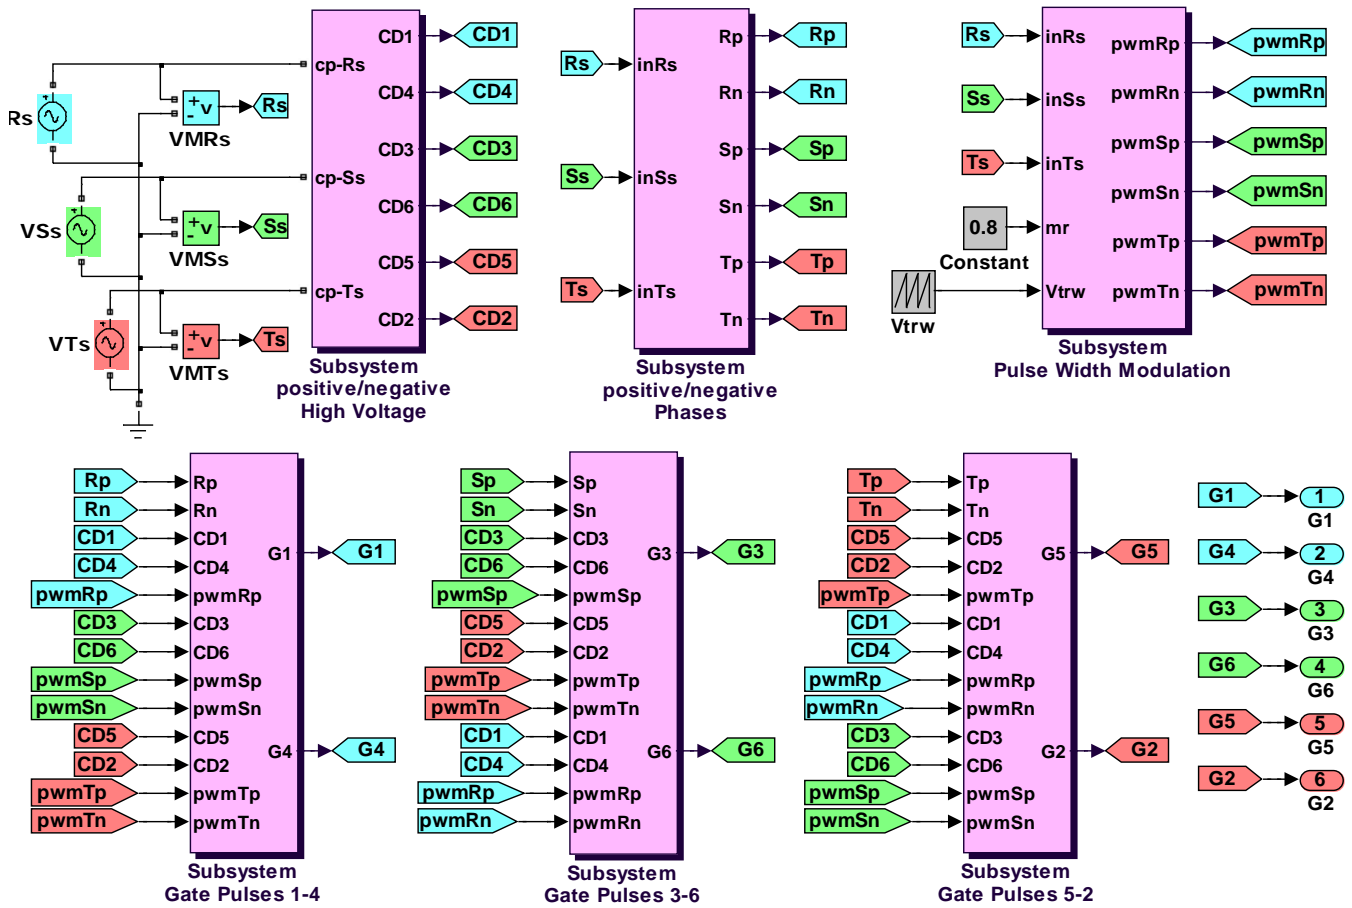 Rs
VSs
VTs
+
-
v
VMRs
Rs
+
-
v
VMSs
Ss
+
-
v
VMTs
Ts
cp-Rs
cp-Ss
cp-Ts
CD1
CD4
CD3
CD6
CD5
CD2
CD1
CD4
CD3
CD6
CD5
CD2
Subsystem
positive/negative
High Voltage
Rs
Ss
Ts
inRs
inSs
inTs
Rp
Rn
Sp
Sn
Tp
Tn
Rp
Rn
Sp
Sn
Tp
Tn
Subsystem
positive/negative
Phases
Rs
Ss
Ts
0.8
Constant
Vtrw
inRs
inSs
inTs
mr
Vtrw
pwmRp
pwmRn
pwmSp
pwmSn
pwmTp
pwmTn
pwmRp
pwmRn
pwmSp
pwmSn
pwmTp
pwmTn
Subsystem
Pulse Width Modulation
Rp
Rn
CD1
CD4
pwmRp
CD3
CD6
pwmSp
pwmSn
CD5
CD2
pwmTp
pwmTn
Rp
Rn
CD1
CD4
pwmRp
CD3
CD6
pwmSp
pwmSn
CD5
CD2
pwmTp
pwmTn
G1
G4
G1
G4
Subsystem
Gate Pulses 1-4
Sp
Sn
CD3
CD6
pwmSp
CD5
CD2
pwmTp
pwmTn
CD1
CD4
pwmRp
pwmRn
Sp
Sn
CD3
CD6
pwmSp
CD5
CD2
pwmTp
pwmTn
CD1
CD4
pwmRp
pwmRn
G3
G6
G3
G6
Subsystem
Gate Pulses 3-6
Tp
Tn
CD5
CD2
pwmTp
CD1
CD4
pwmRp
pwmRn
CD3
CD6
pwmSp
pwmSn
Tp
Tn
CD5
CD2
pwmTp
CD1
CD4
pwmRp
pwmRn
CD3
CD6
pwmSp
pwmSn
G5
G2
G5
G2
Subsystem
Gate Pulses 5-2
G1
1
G1
G4
2
G4
G3
3
G3
G6
4
G6
G5
5
G5
G2
6
G2